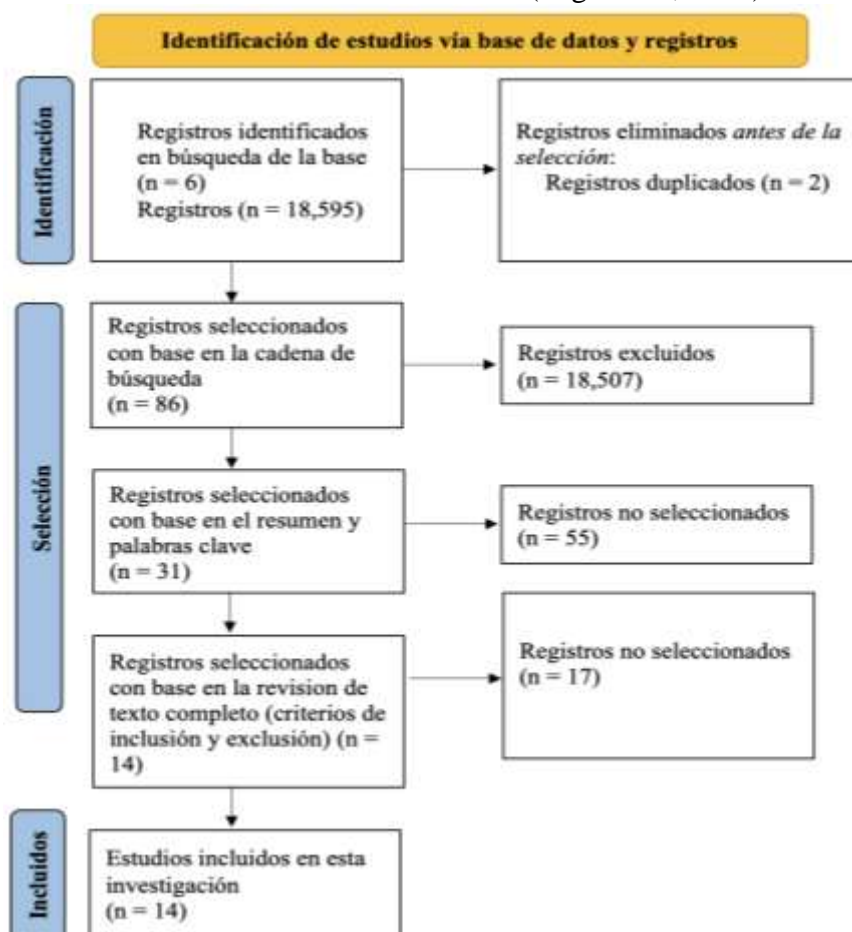 Identificación de estudios vía base de datos y registros
Identificación
Registros identificados
en búsqueda de la base
(n = 6)
Registros (n = 18,595)
Registros eliminados antes de la
selección:
Registros duplicados (n = 2)
Selección
Registros seleccionados
con base en la cadena de
búsqueda
(n = 86)
Registros excluidos
(n = 18,507)
Registros seleccionados
con base en el resumen y
palabras clave
(n = 31)
Registros no seleccionados
(n = 55)
Registros seleccionados
con base en la revision de
texto completo (criterios de
inclusión y exclusión) (n =
14)
Registros no seleccionados
(n = 17)
Incluidos
Estudios incluidos en esta
investigación
(n = 14)